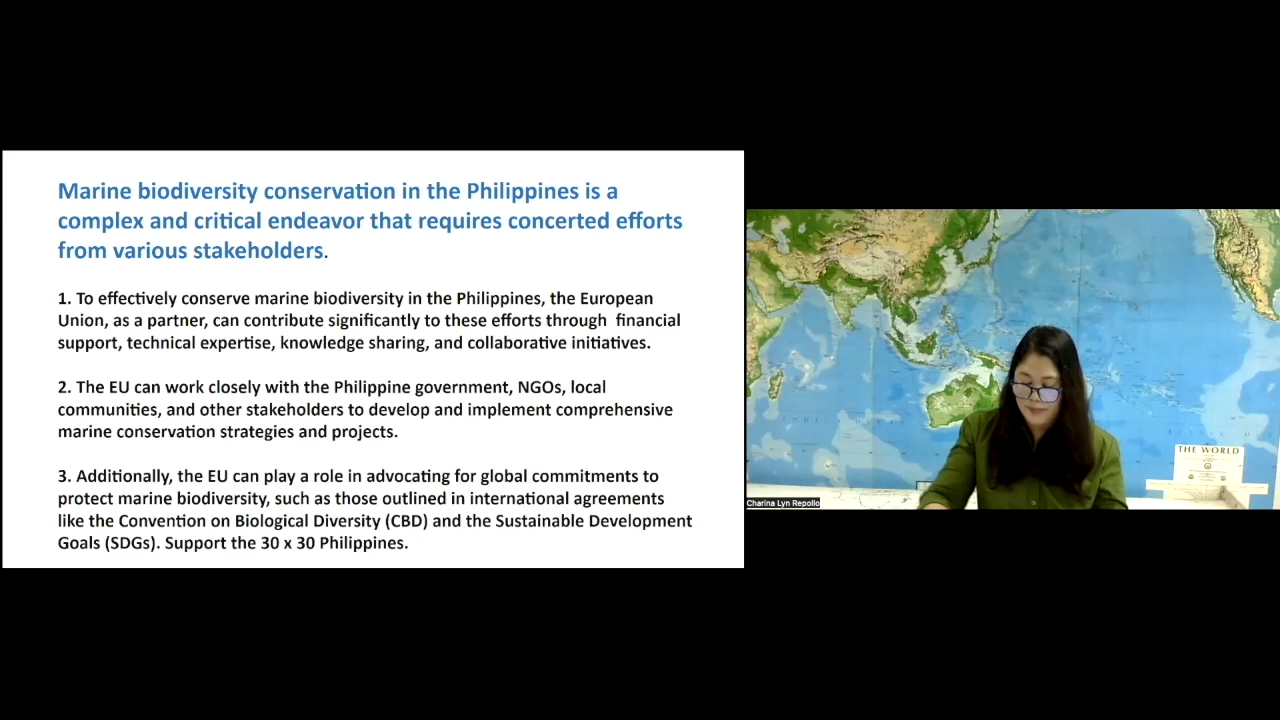 Marine biodiversity conservation in the Philippines is a
complex and critical endeavor that requires concerted efforts
from various stakeholders.
1. To effectively conserve marine biodiversity in the Philippines, the European
Union, as a partner, can contribute significantly to these efforts through financial
support, technical expertise, knowledge sharing, and collaborative initiatives.
2. The EU can work closely with the Philippine government, NGOs, local
communities, and other stakeholders to develop and implement comprehensive
marine conservation strategies and projects.
3. Additionally, the EU can play a role in advocating for global commitments to
protect marine biodiversity, such as those outlined in international agreements
like the Convention on Biological Diversity (CBD) and the Sustainable Development
Goals (SDGs). Support the 30 x 30 Philippines.
THE WORLD
Charina Lyn Repollo